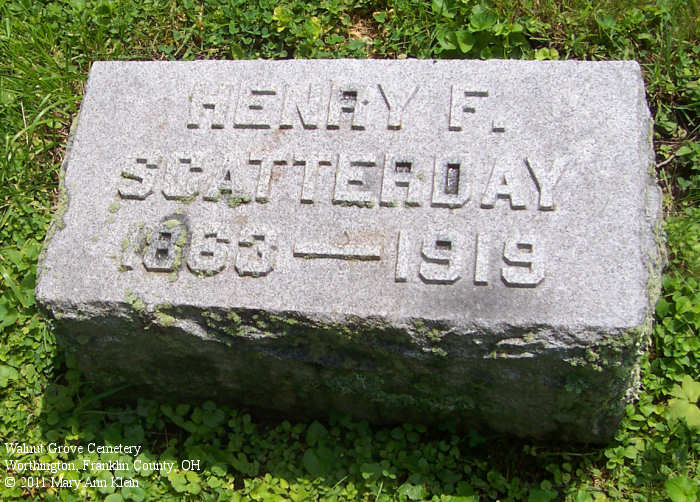 HENRY F.
SCATTERDAY
1863 — 1919
Walnut Grove Cemetery
Worthington, Franklin County, OH
© 2011 Mary Ann Klein